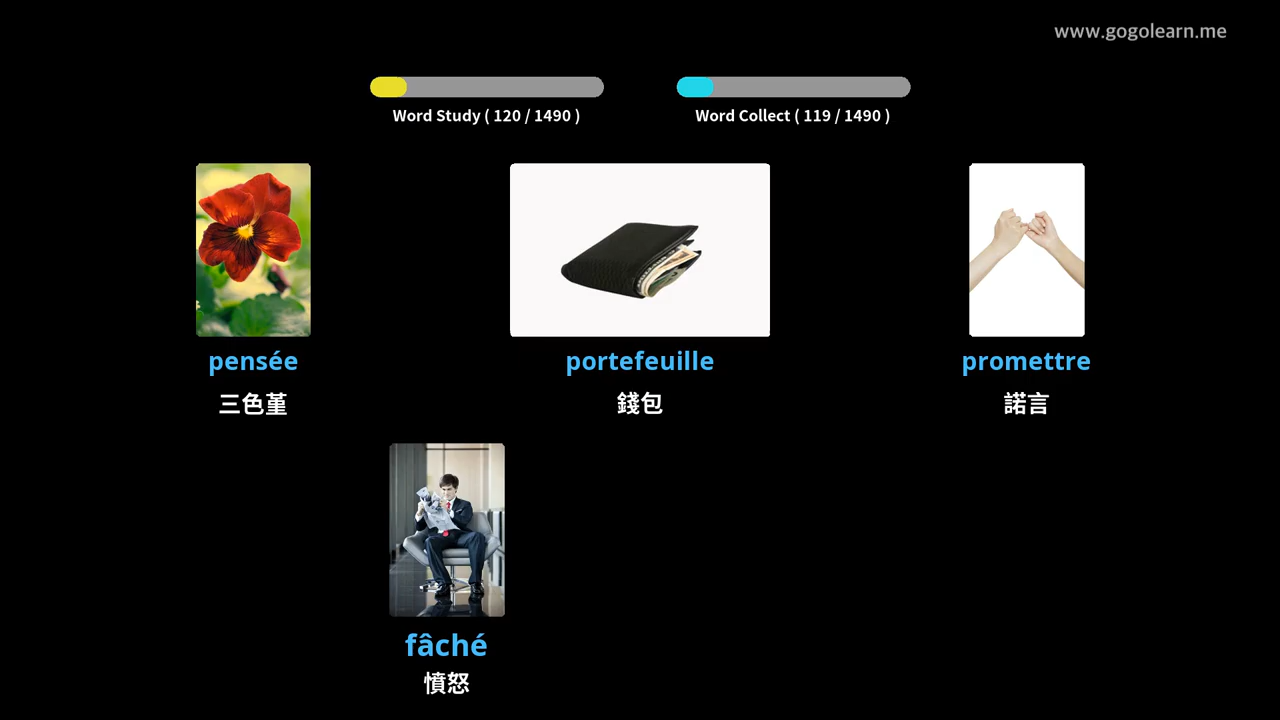 www.gogolearn.me
Word Study ( 120 / 1490 )
Word Collect ( 119 / 1490 )
pensée
portefeuille
promettre
三色堇
錢包
諾言
fâché
憤怒